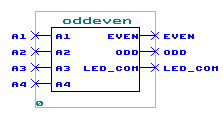 oddeven
A1 A1 EVEN EVEN
A2 A2 ODD ODD
A3 A3 LED_COM LED_COM
A4 A4
0